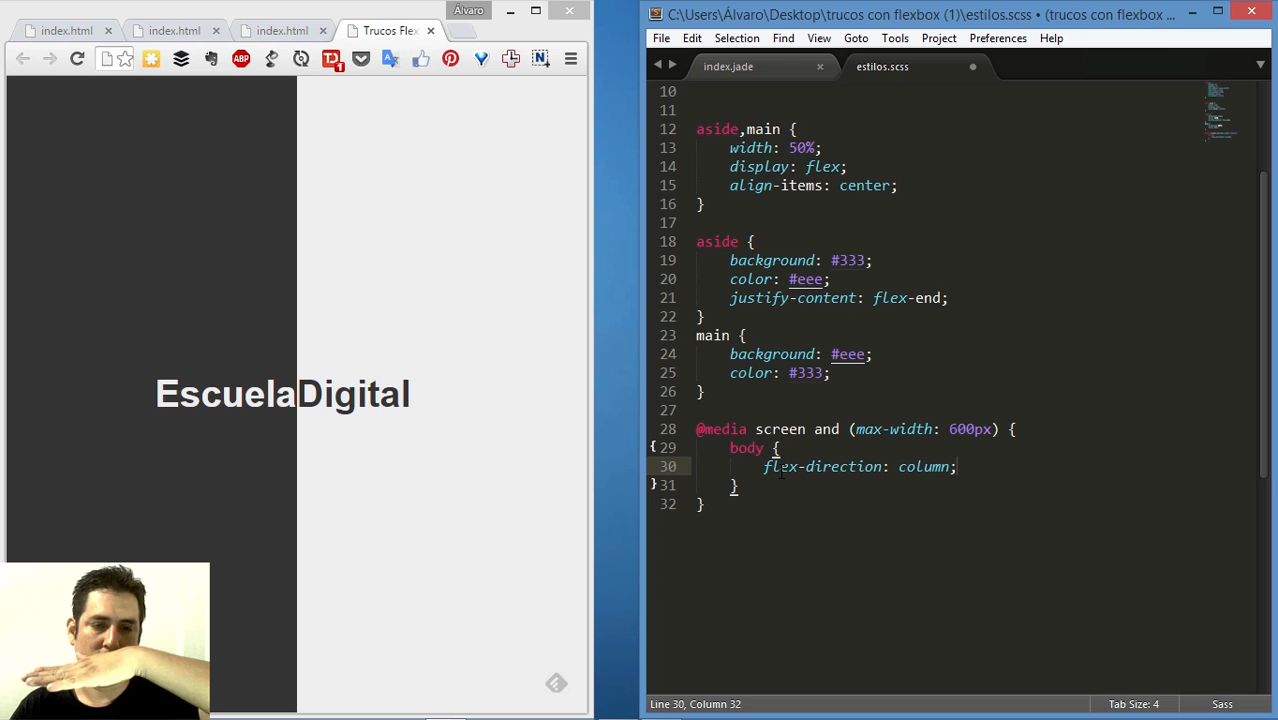 Álvaro
index.html
index.html
index.html
Trucos Flex
ABP
1
N
EscuelaDigital
C:\Users\Álvaro\Desktop\trucos con flexbox (1)\estilos.scss • (trucos con flexbox ...
File Edit Selection Find View Goto Tools Project Preferences Help
index.jade
estilos.scss
10
11
12 aside,main {
13 width: 50%;
14 display: flex;
15 align-items: center;
16 }
17
18 aside {
19 background: #333;
20 color: #eee;
21 justify-content: flex-end;
22 }
23 main {
24 background: #eee;
25 color: #333;
26 }
27
28 @media screen and (max-width: 600px) {
29 body {
30 flex-direction: column;
31 }
32 }
Line 30, Column 32
Tab Size: 4
Sass